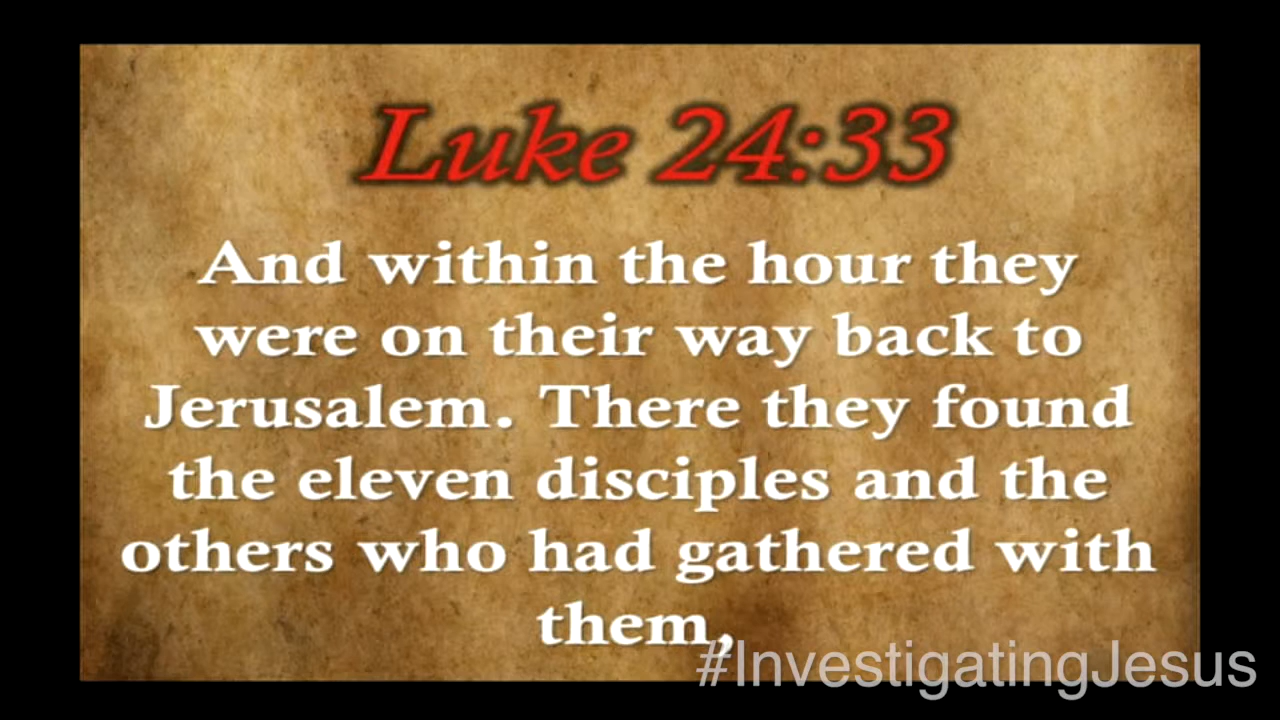 Luke 24:33
And within the hour they
were on their way back to
Jerusalem. There they found
the eleven disciples and the
others who had gathered with
them,
#InvestigatingJesus